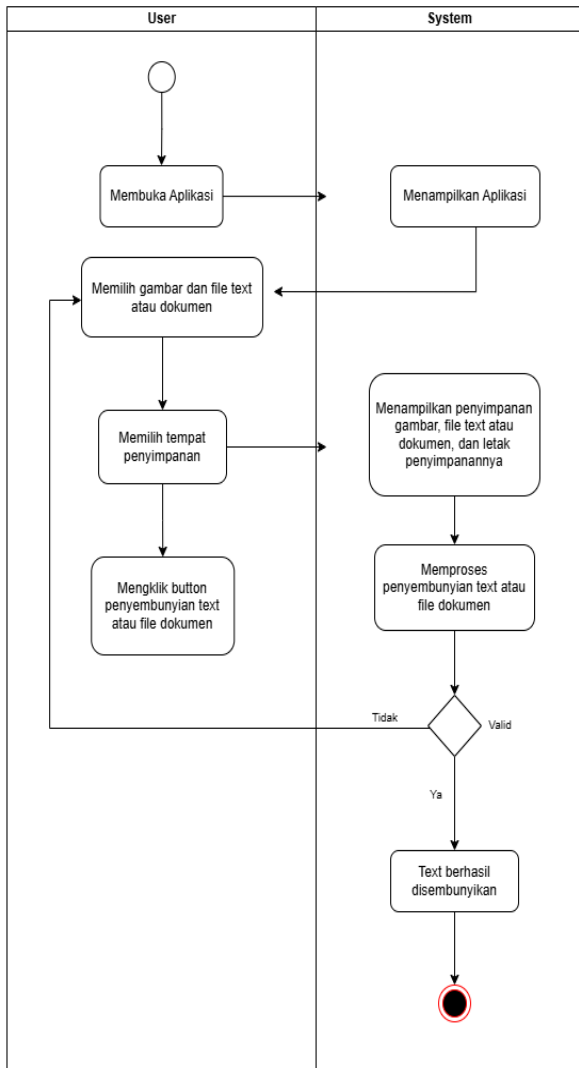 User
System
Membuka Aplikasi
Menampilkan Aplikasi
Memilih gambar dan file text
atau dokumen
Memilih tempat
penyimpanan
Menampilkan penyimpanan
gambar, file text atau
dokumen, dan letak
penyimpanannya
Mengklik button
penyembunyian text
atau file dokumen
Memproses
penyembunyian text atau
file dokumen
Tidak
Valid
Ya
Text berhasil
disembunyikan